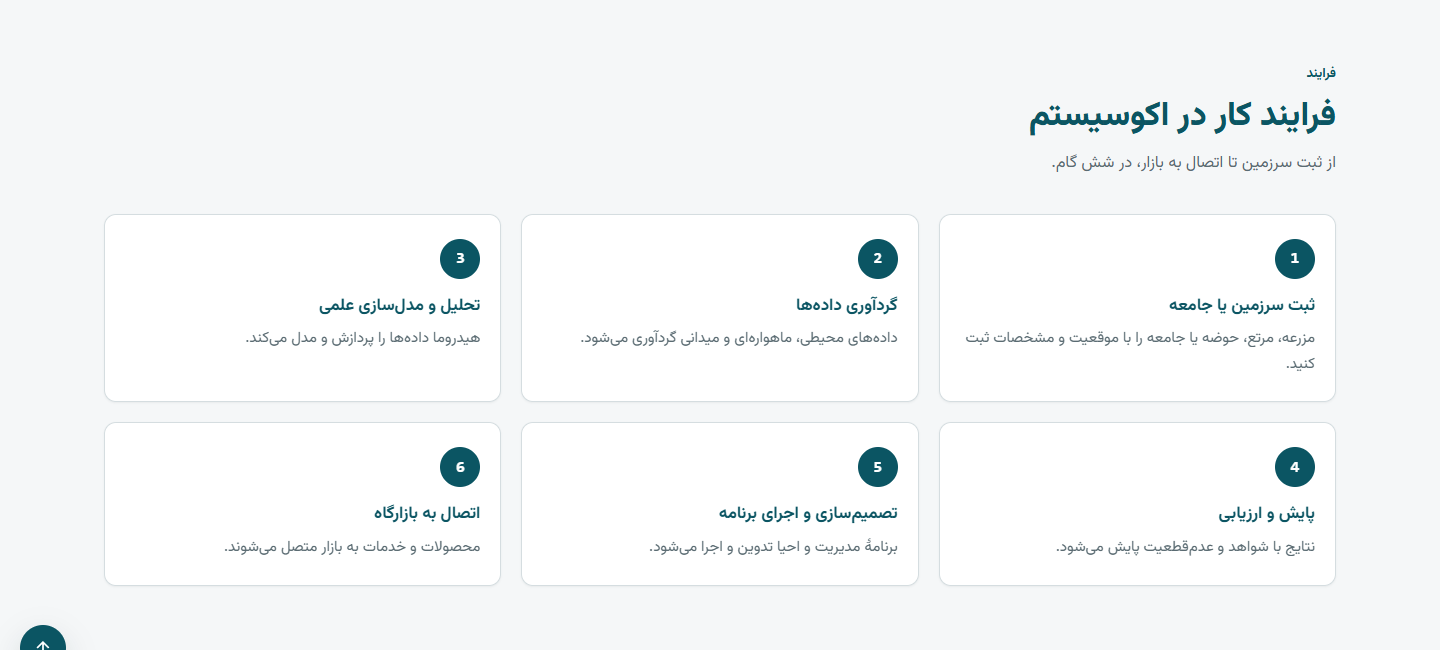 فرایند
فرایند کار در اکوسیستم
از ثبت سرزمین تا اتصال به بازار، در شش گام.
1
ثبت سرزمین یا جامعه
مزرعه، مرتع، حوضه یا جامعه را با موقعیت و مشخصات ثبت
کنید.
2
گردآوری داده‌ها
داده‌های محیطی، ماهواره‌ای و میدانی گردآوری می‌شود.
3
تحلیل و مدل‌سازی علمی
هیدروما داده‌ها را پردازش و مدل می‌کند.
4
پایش و ارزیابی
نتایج با شواهد و عدم‌قطعیت پایش می‌شود.
5
تصمیم‌سازی و اجرای برنامه
برنامهٔ مدیریت و احیا تدوین و اجرا می‌شود.
6
اتصال به بازارگاه
محصولات و خدمات به بازار متصل می‌شوند.